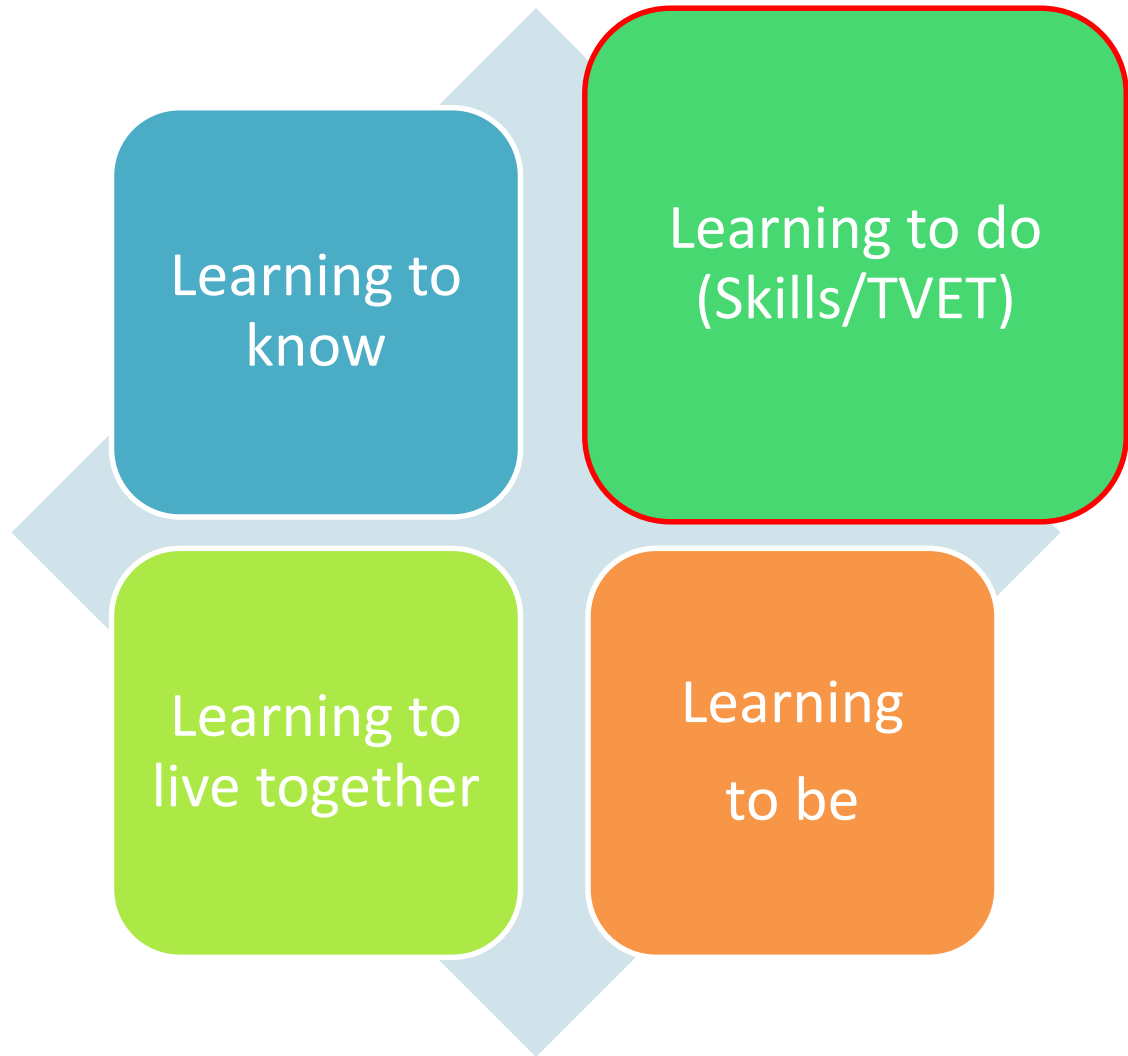 Learning to
know
Learning to do
(Skills/TVET)
Learning to
live together
Learning
to be